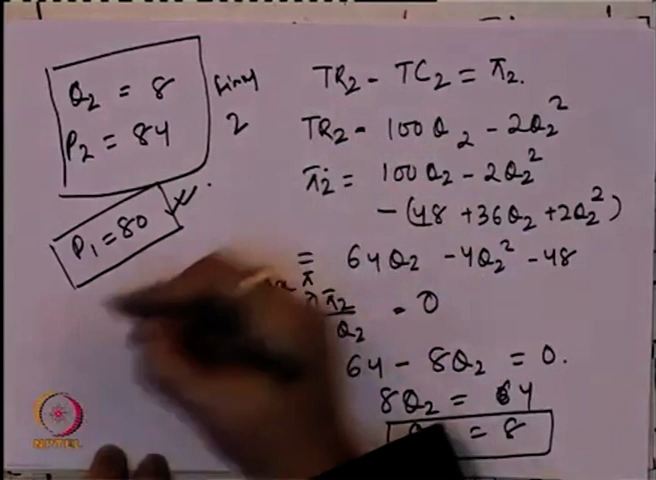 Q₂ = 8
P₂ = 84
firm
2
P₁ = 80
TR₂ - TC₂ = π₂.
TR₂ = 100Q₂ - 2Q₂²
π₂ = 100Q₂ - 2Q₂²
- (48 + 36Q₂ + 2Q₂²)
= 64Q₂ - 4Q₂² - 48
π₂
Q₂ = 0
64 - 8Q₂ = 0.
8Q₂ = 64
= 8
NPTEL